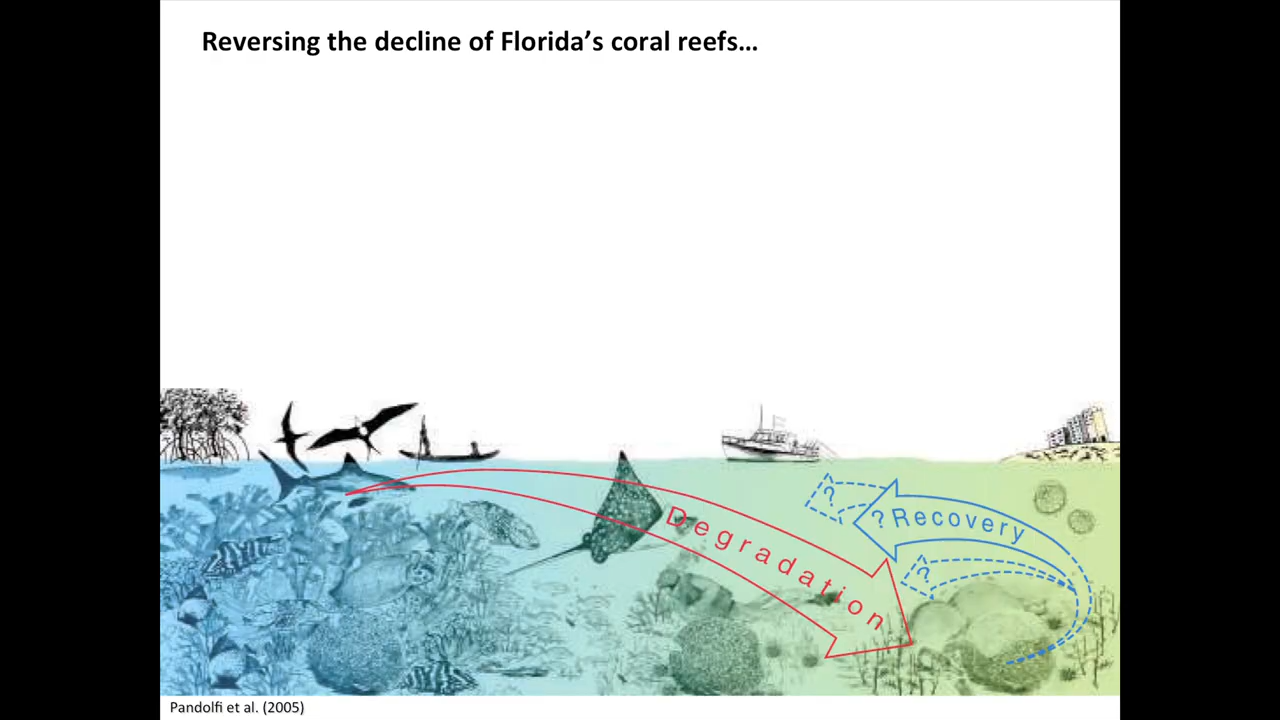 Reversing the decline of Florida’s coral reefs…
Degradation
?
? Recovery
?
Pandolfi et al. (2005)